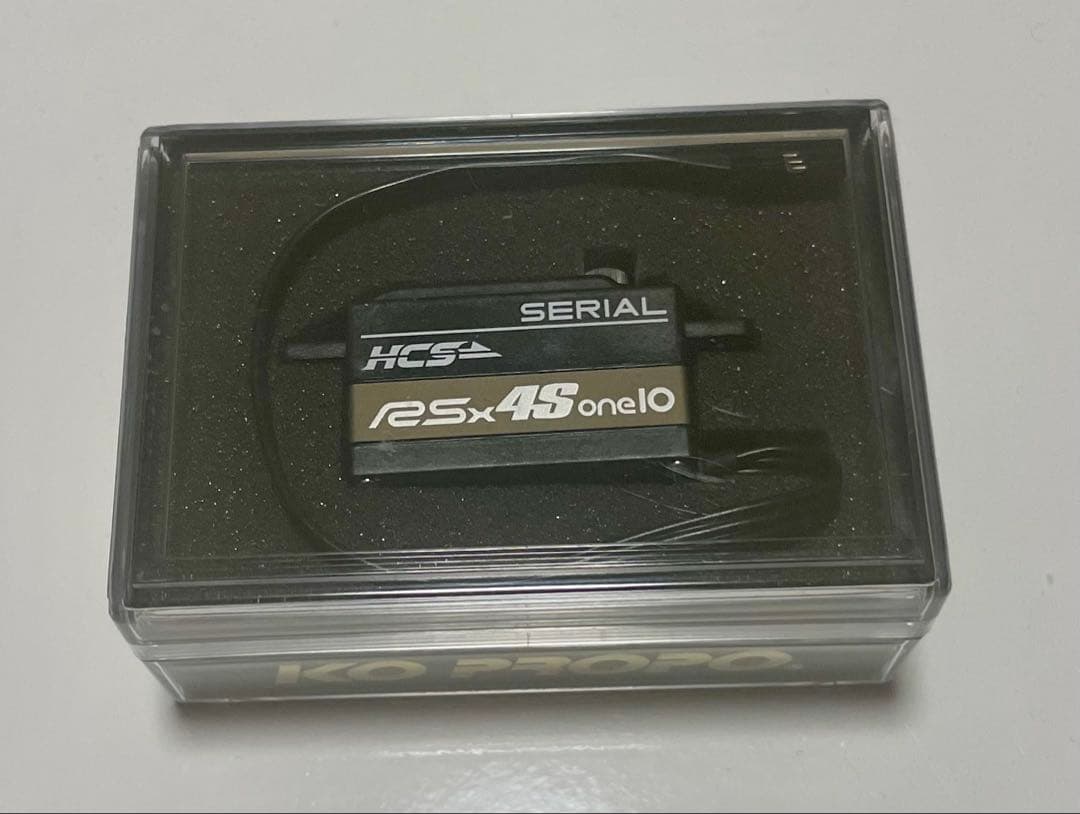 SERIAL
HCS
RSx4S one10
KO PROPO